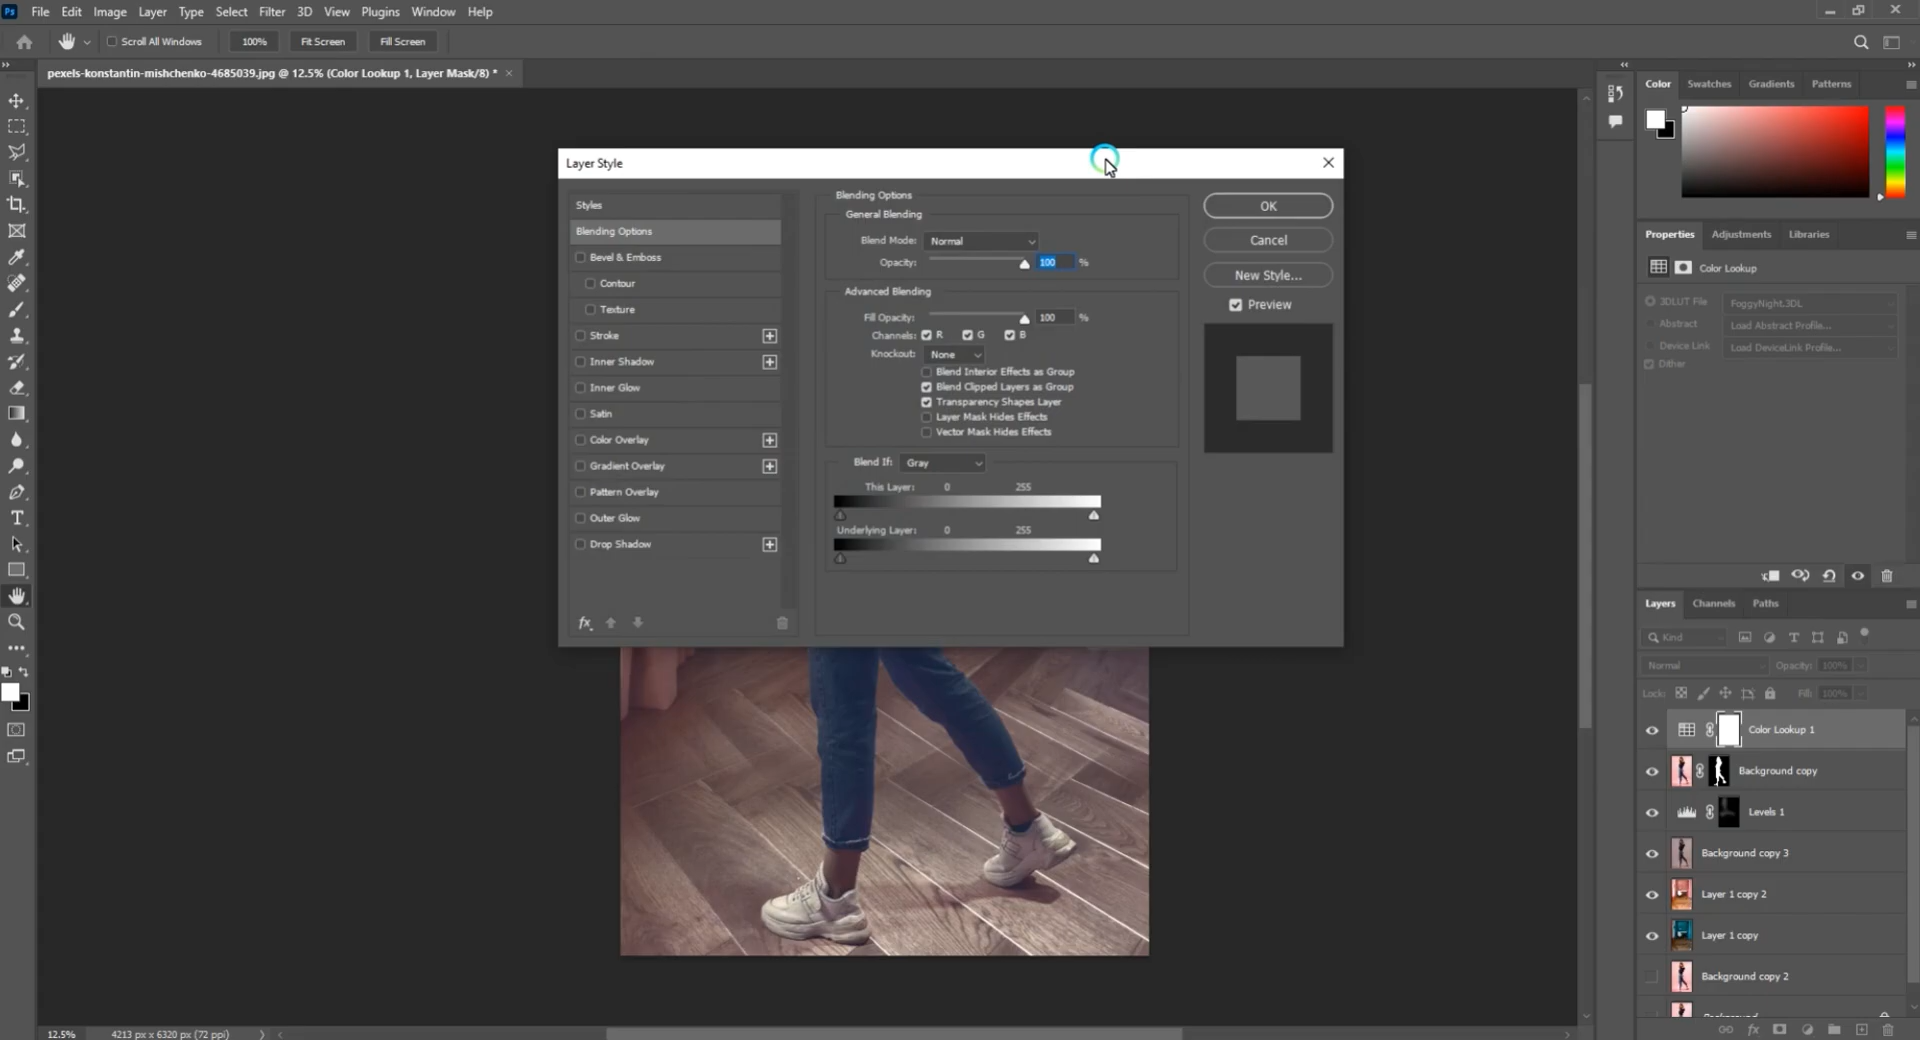 Ps File Edit Image Layer Type Select Filter 3D View Plugins Window Help
Scroll All Windows 100% Fit Screen Fill Screen
pexels-konstantin-mishchenko-4685039.jpg @ 12.5% (Color Lookup 1, Layer Mask/8) *
Layer Style
Styles
Blending Options
Bevel & Emboss
Contour
Texture
Stroke
Inner Shadow
Inner Glow
Satin
Color Overlay
Gradient Overlay
Pattern Overlay
Outer Glow
Drop Shadow
fx
Blending Options
General Blending
Blend Mode: Normal
Opacity: 100 %
Advanced Blending
Fill Opacity: 100 %
Channels: R G B
Knockout: None
Blend Interior Effects as Group
Blend Clipped Layers as Group
Transparency Shapes Layer
Layer Mask Hides Effects
Vector Mask Hides Effects
Blend If: Gray
This Layer: 0 255
Underlying Layer: 0 255
OK
Cancel
New Style...
Preview
Color Swatches Gradients Patterns
Properties Adjustments Libraries
Color Lookup
3DLUT File FoggyNight.3DL
Abstract Load Abstract Profile...
Device Link Load DeviceLink Profile...
Dither
Layers Channels Paths
Kind
Normal Opacity: 100%
Lock: Fill: 100%
Color Lookup 1
Background copy
Levels 1
Background copy 3
Layer 1 copy 2
Layer 1 copy
Background copy 2
Background
fx
12.5% 4213 px x 6320 px (72 ppi)